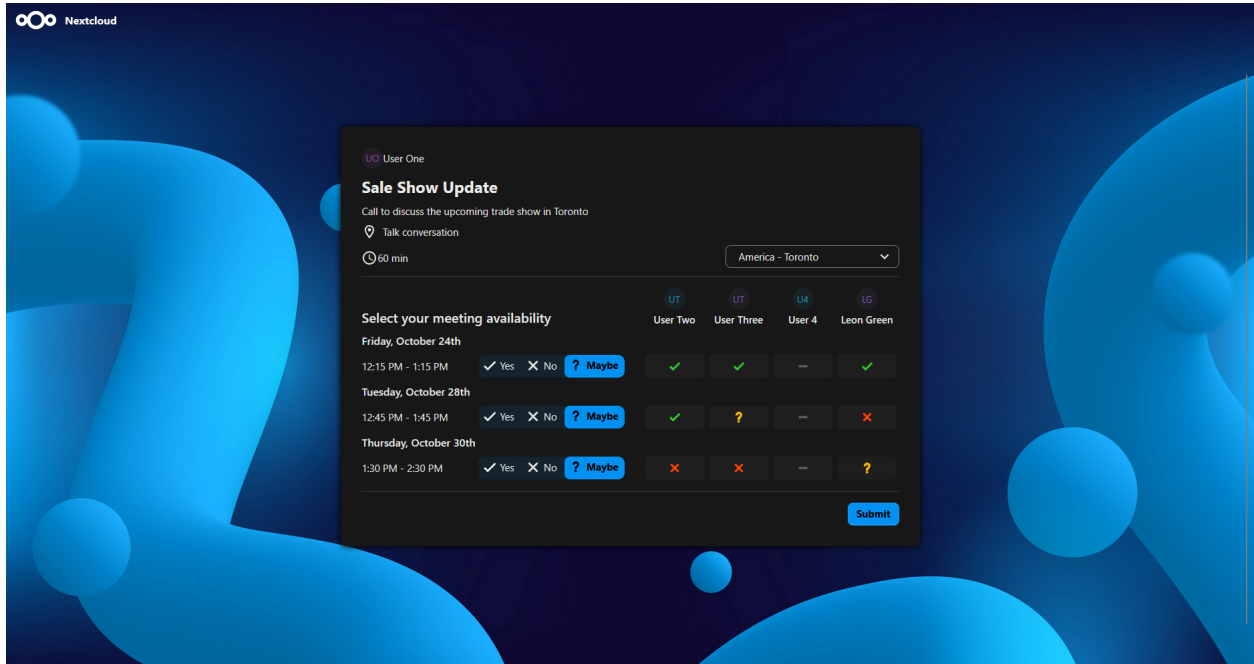 Nextcloud
UO User One
Sale Show Update
Call to discuss the upcoming trade show in Toronto
Talk conversation
60 min
America - Toronto
UT UT U4 LG
Select your meeting availability
User Two User Three User 4 Leon Green
Friday, October 24th
12:15 PM - 1:15 PM Yes No ? Maybe
Tuesday, October 28th
12:45 PM - 1:45 PM Yes No ? Maybe ?
Thursday, October 30th
1:30 PM - 2:30 PM Yes No ? Maybe ?
Submit